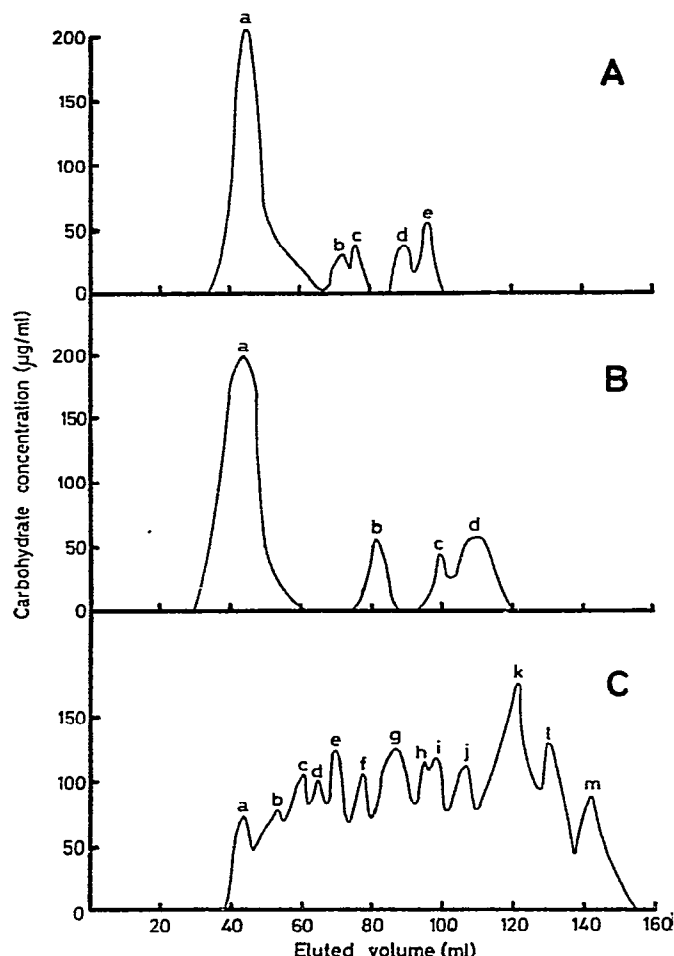 Carbohydrate concentration (µg/ml)
A
200
150
100
50
0
a
b
c
d
e
B
200
150
100
50
0
a
b
c
d
C
150
100
50
0
a
b
c
d
e
f
g
h
i
j
k
l
m
20 40 60 80 100 120 140 160
Eluted volume (ml)